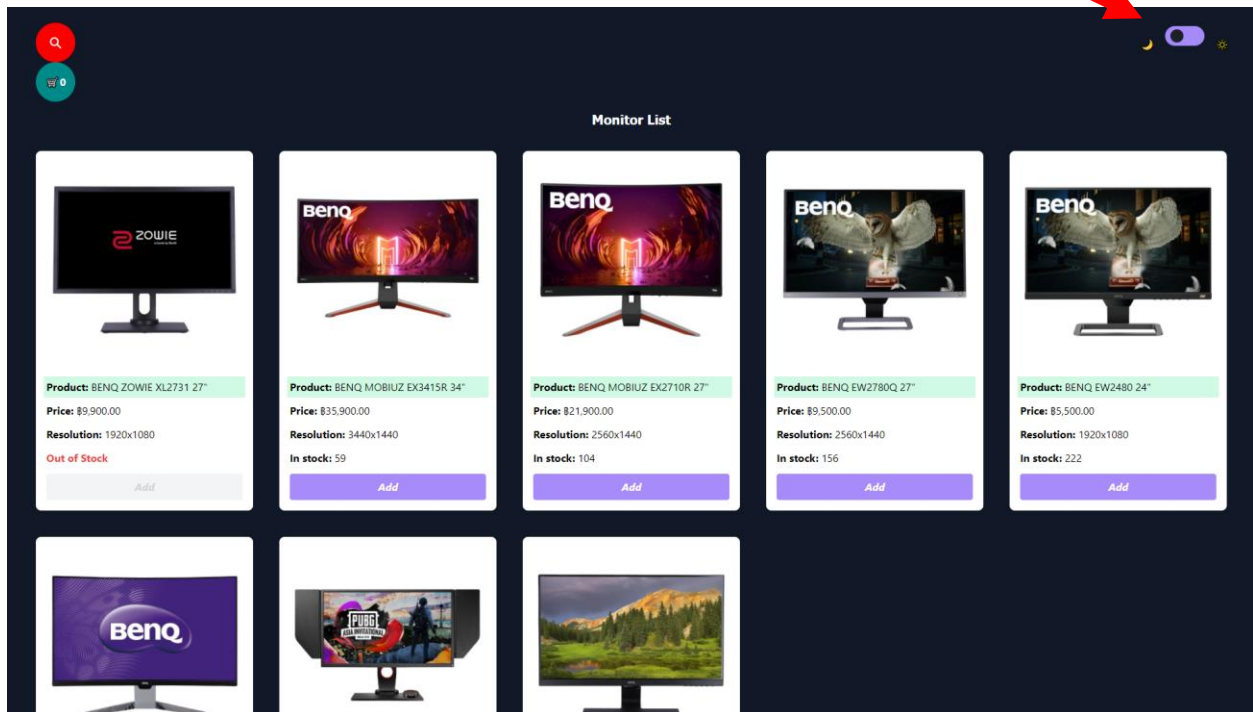 0
Monitor List
ZOWIE
BenQ
BenQ
BenQ
BenQ
Product: BENQ ZOWIE XL2731 27"
Product: BENQ MOBIUZ EX3415R 34"
Product: BENQ MOBIUZ EX2710R 27"
Product: BENQ EW2780Q 27"
Product: BENQ EW2480 24"
Price: ฿9,900.00
Price: ฿35,900.00
Price: ฿21,900.00
Price: ฿9,500.00
Price: ฿5,500.00
Resolution: 1920x1080
Resolution: 3440x1440
Resolution: 2560x1440
Resolution: 2560x1440
Resolution: 1920x1080
Out of Stock
In stock: 59
In stock: 104
In stock: 156
In stock: 222
Add
Add
Add
Add
Add
BenQ
PUBG
ASIA INVITATIONAL